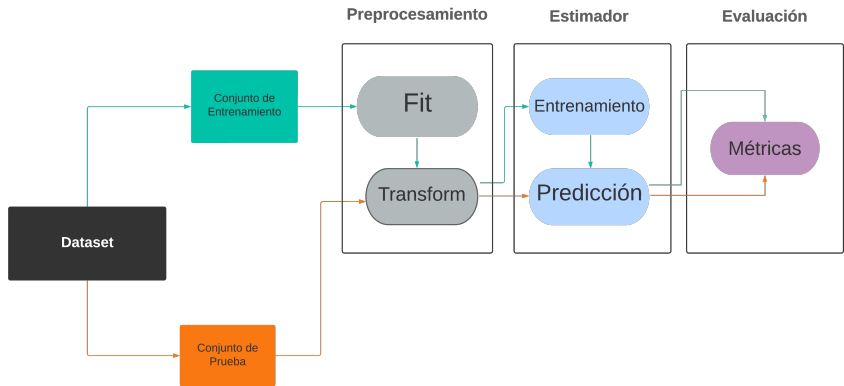 Preprocesamiento
Estimador
Evaluación
Conjunto de
Entrenamiento
Fit
Entrenamiento
Métricas
Transform
Predicción
Dataset
Conjunto de
Prueba